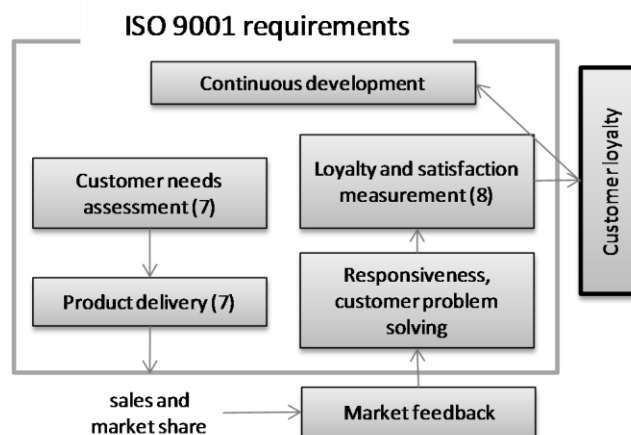 ISO 9001 requirements
Continuous development
Customer needs
assessment (7)
Product delivery (7)
sales and
market share
Market feedback
Responsiveness,
customer problem
solving
Loyalty and satisfaction
measurement (8)
Customer loyalty